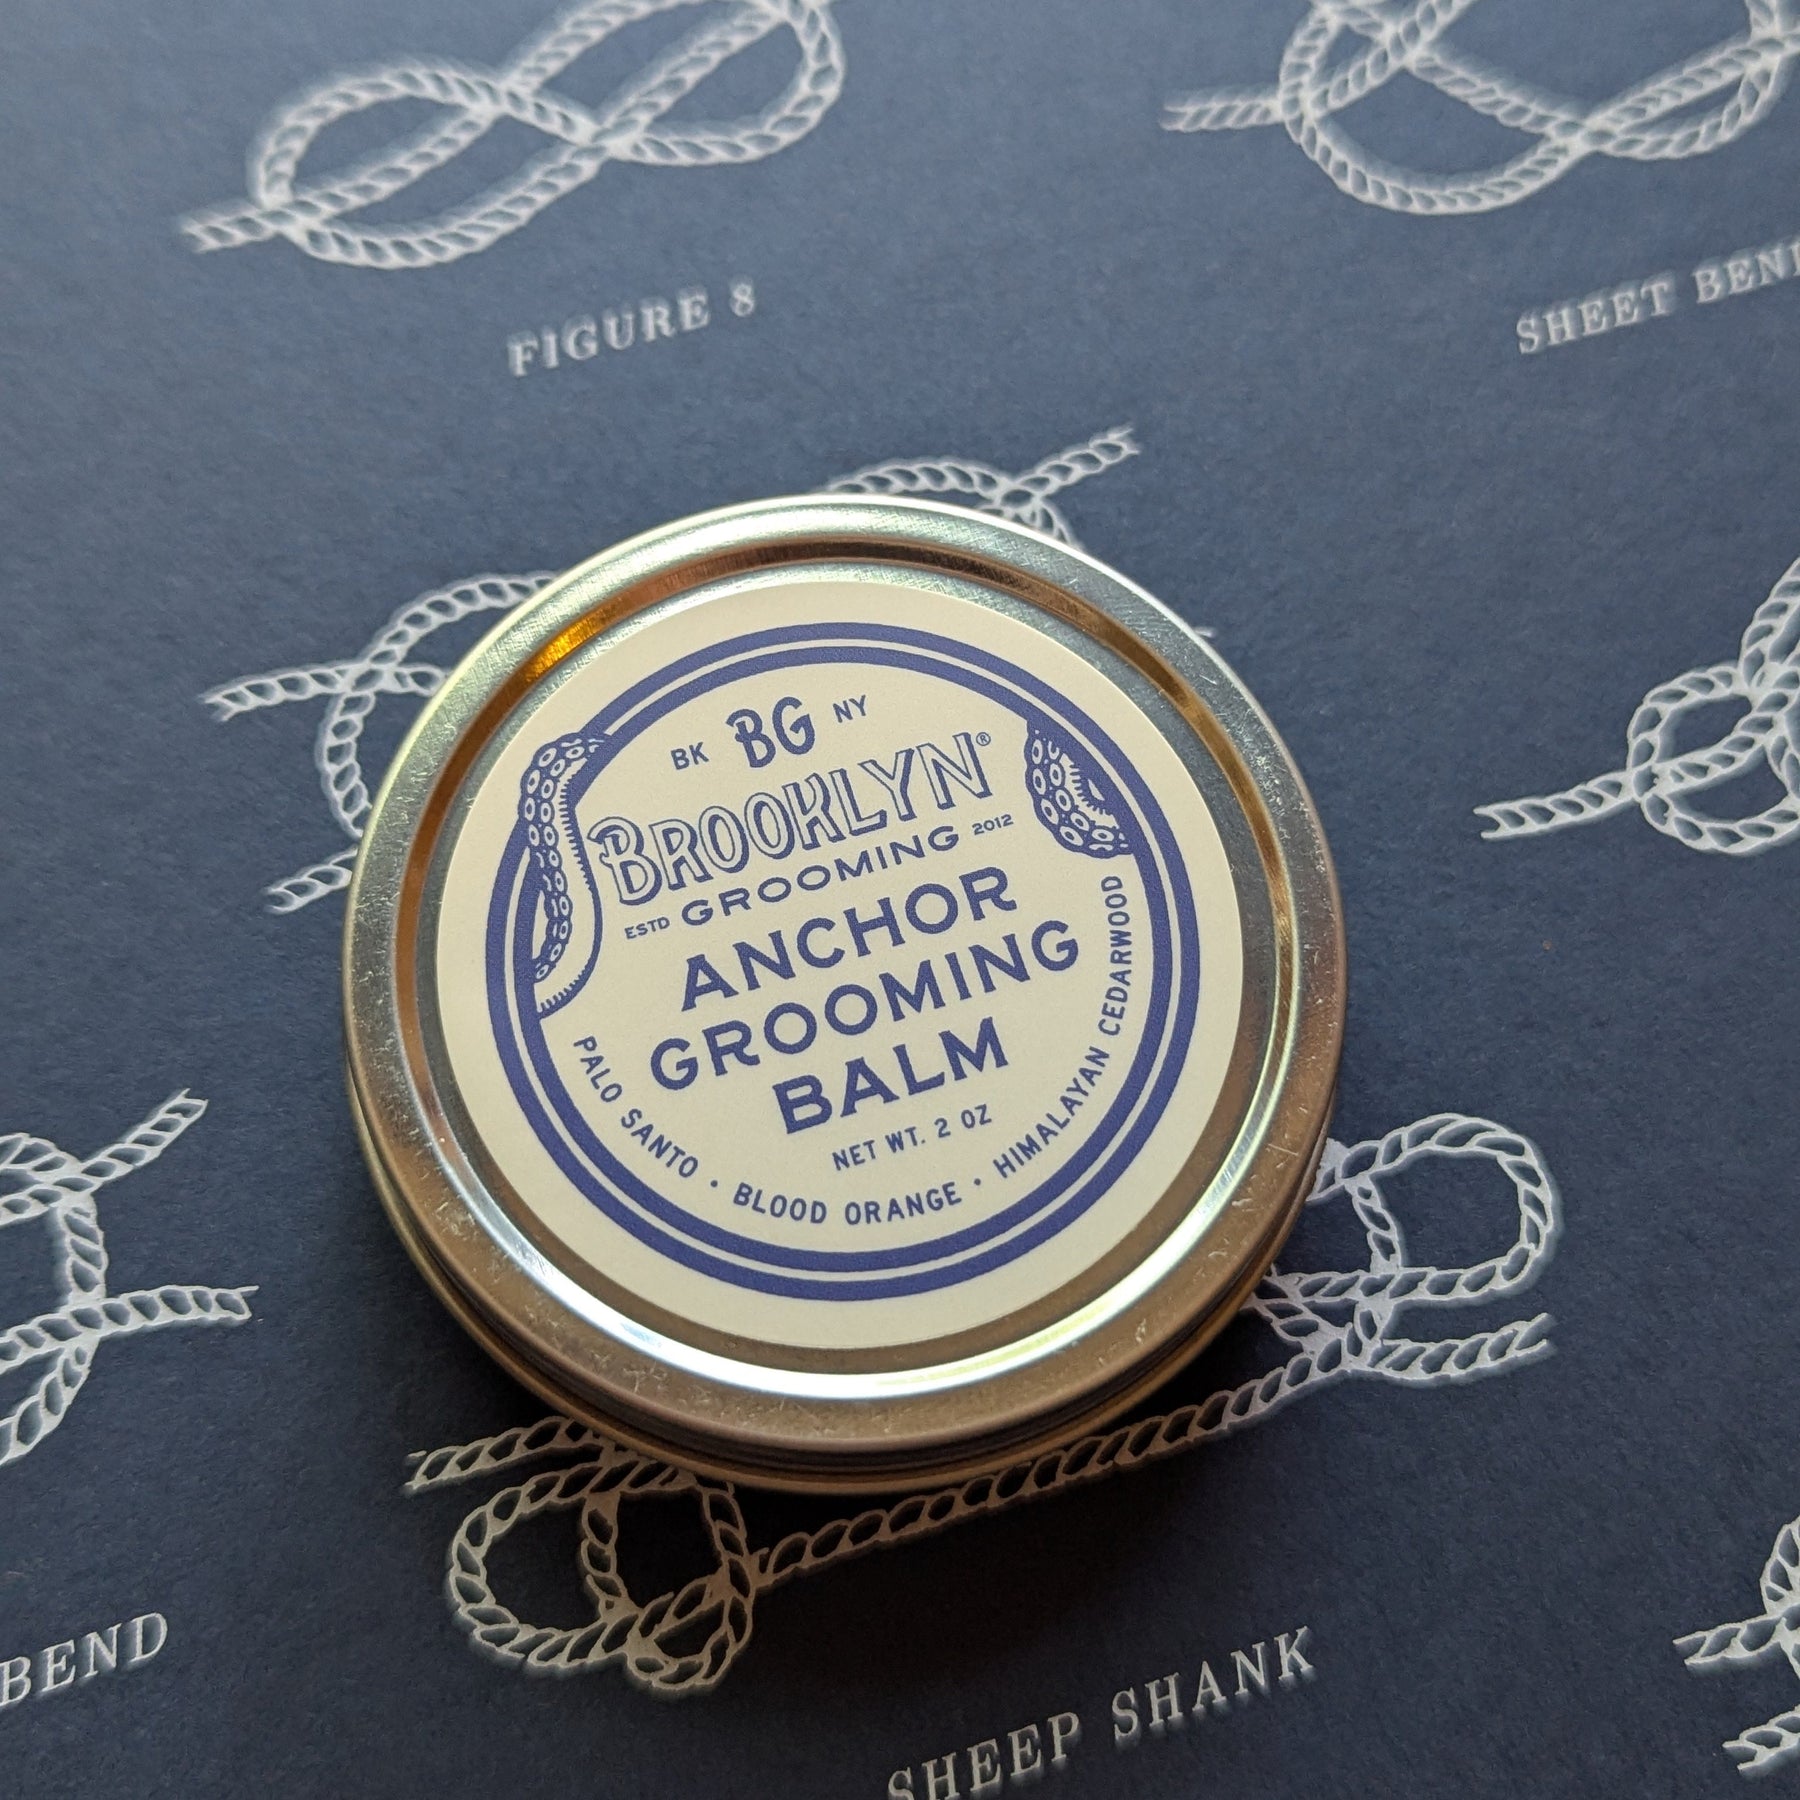 FIGURE 8
SHEET BEND
BK BG NY
BROOKLYN®
ESTD GROOMING 2012
ANCHOR
GROOMING
BALM
NET WT. 2 OZ
PALO SANTO · BLOOD ORANGE · HIMALAYAN CEDARWOOD
BEND
SHEEP SHANK